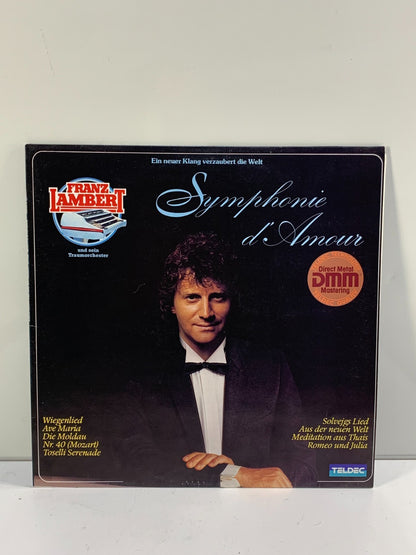 Ein neuer Klang verzaubert die Welt
FRANZ
LAMBERT
und sein
Traumorchester
Symphonie
d'Amour
Direct Metal
DMM
Mastering
Wiegenlied
Ave Maria
Die Moldau
Nr. 40 (Mozart)
Toselli Serenade
Solvejgs Lied
Aus der neuen Welt
Meditation aus Thais
Romeo und Julia
TELDEC